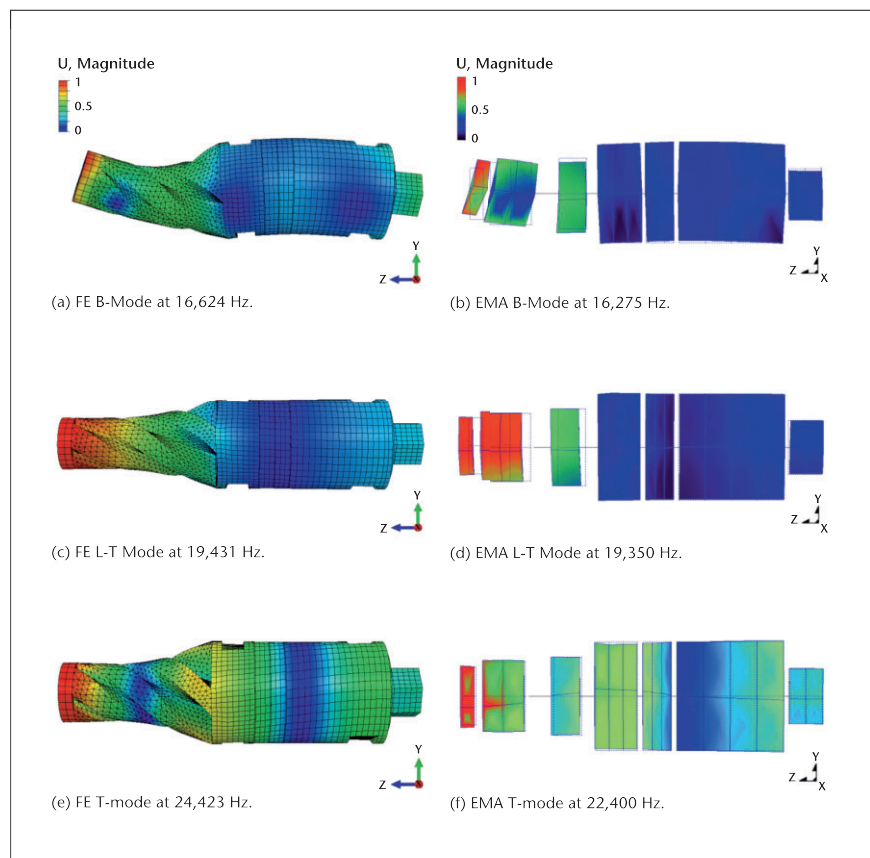 U, Magnitude
1
0.5
0
Y
Z
X
(a) FE B-Mode at 16,624 Hz.
U, Magnitude
1
0.5
0
Y
Z
X
(b) EMA B-Mode at 16,275 Hz.
Y
Z
X
(c) FE L-T Mode at 19,431 Hz.
Y
Z
X
(d) EMA L-T Mode at 19,350 Hz.
Y
Z
X
(e) FE T-mode at 24,423 Hz.
Y
Z
X
(f) EMA T-mode at 22,400 Hz.